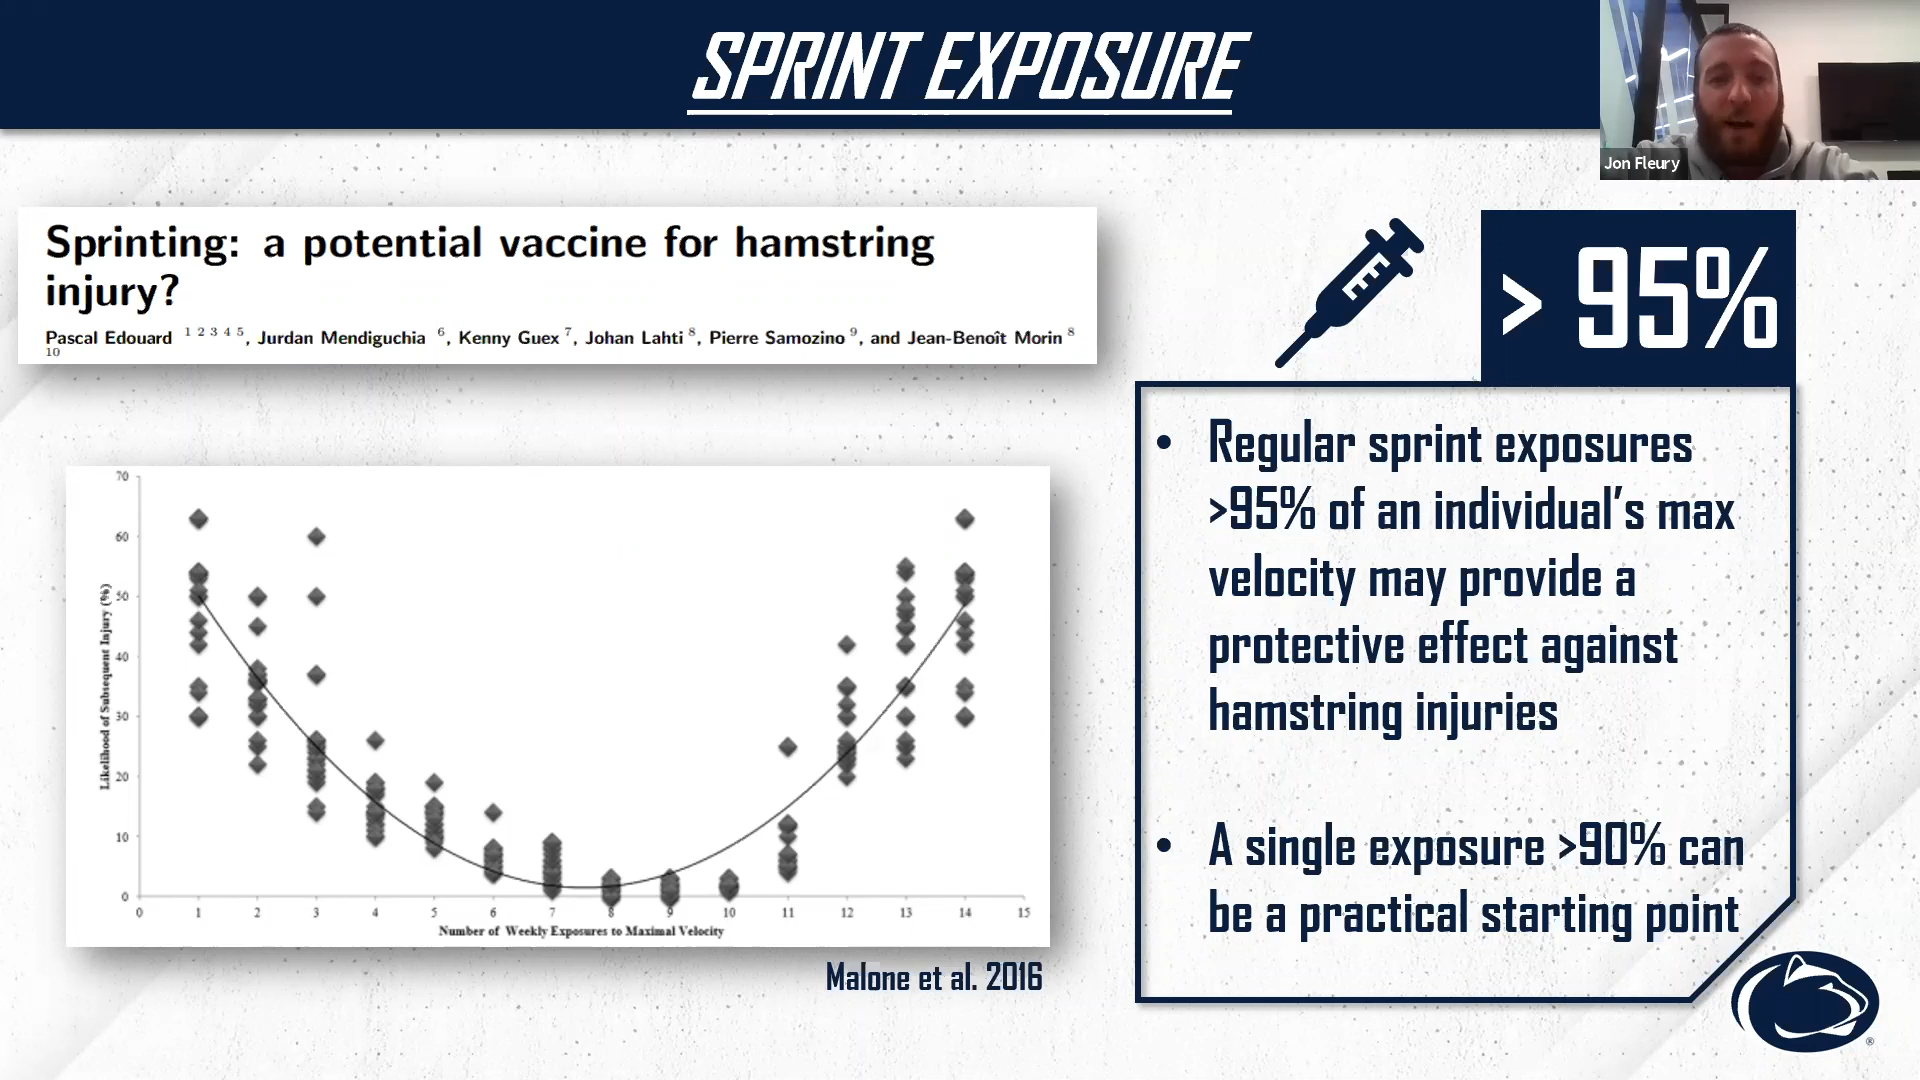 SPRINT EXPOSURE
Jon Fleury
Sprinting: a potential vaccine for hamstring
injury?
Pascal Edouard 1 2 3 4 5, Jurdan Mendiguchia 6, Kenny Guex 7, Johan Lahti 8, Pierre Samozino 9, and Jean-Benoît Morin 8
10
> 95%
Regular sprint exposures
>95% of an individual's max
velocity may provide a
protective effect against
hamstring injuries
A single exposure >90% can
be a practical starting point
Likelihood of Subsequent Injury (%)
70
60
50
40
30
20
10
0
0 1 2 3 4 5 6 7 8 9 10 11 12 13 14 15
Number of Weekly Exposures to Maximal Velocity
Malone et al. 2016
®